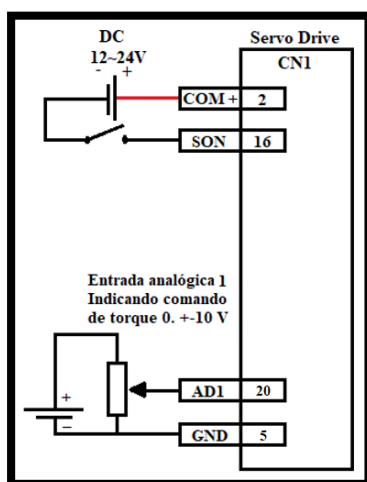 DC
12~24V
- +
Servo Drive
CN1
COM + 2
SON 16
Entrada analógica 1
Indicando comando
de torque 0. +-10 V
+
AD1 20
–
GND 5